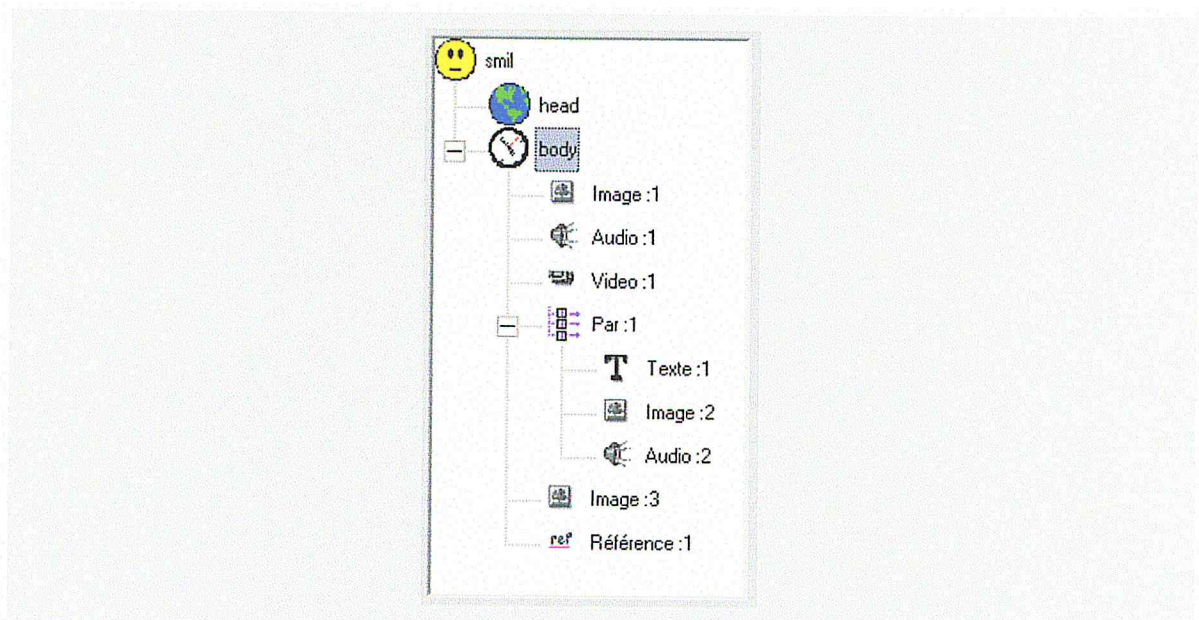 smil
head
body
Image :1
Audio :1
Video :1
Par :1
T Texte :1
Image :2
Audio :2
Image :3
ref Référence :1